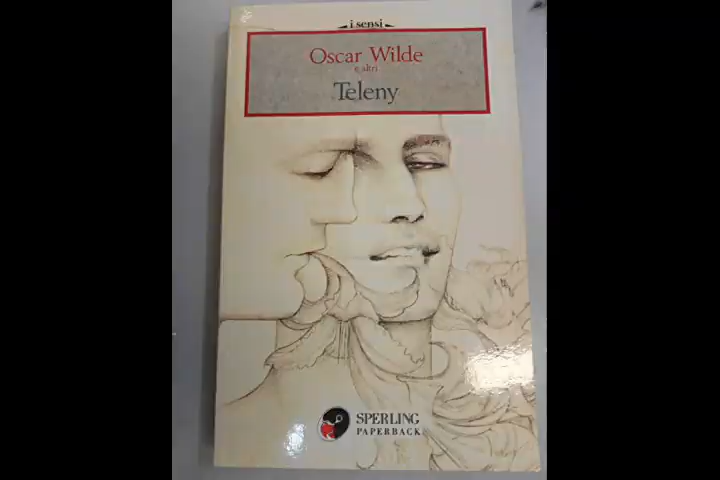 i sensi
Oscar Wilde
e altri
Teleny
SPERLING
PAPERBACK